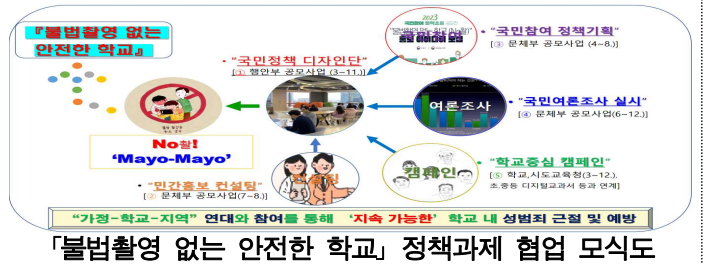 『불법촬영 없는
안전한 학교』
• "국민정책 디자인단"
[① 행안부 공모사업 (3~11.)]
2023
국민참여
• "국민참여 정책기획"
[③ 문체부 공모사업 (4~8.)]
여론조사
• "국민여론조사 실시"
[④ 문체부 공모사업(6~12.)]
No촬!
'Mayo-Mayo'
• "민간홍보 컨설팅"
[② 문체부 공모사업(7~8.)]
캠페인
• "학교중심 캠페인"
[⑤ 학교,시도교육청(3~12.),
초.중등 디지털교과서 등과 연계]
"가정-학교-지역" 연대와 참여를 통해 '지속 가능한' 학교 내 성범죄 근절 및 예방
「불법촬영 없는 안전한 학교」 정책과제 협업 모식도